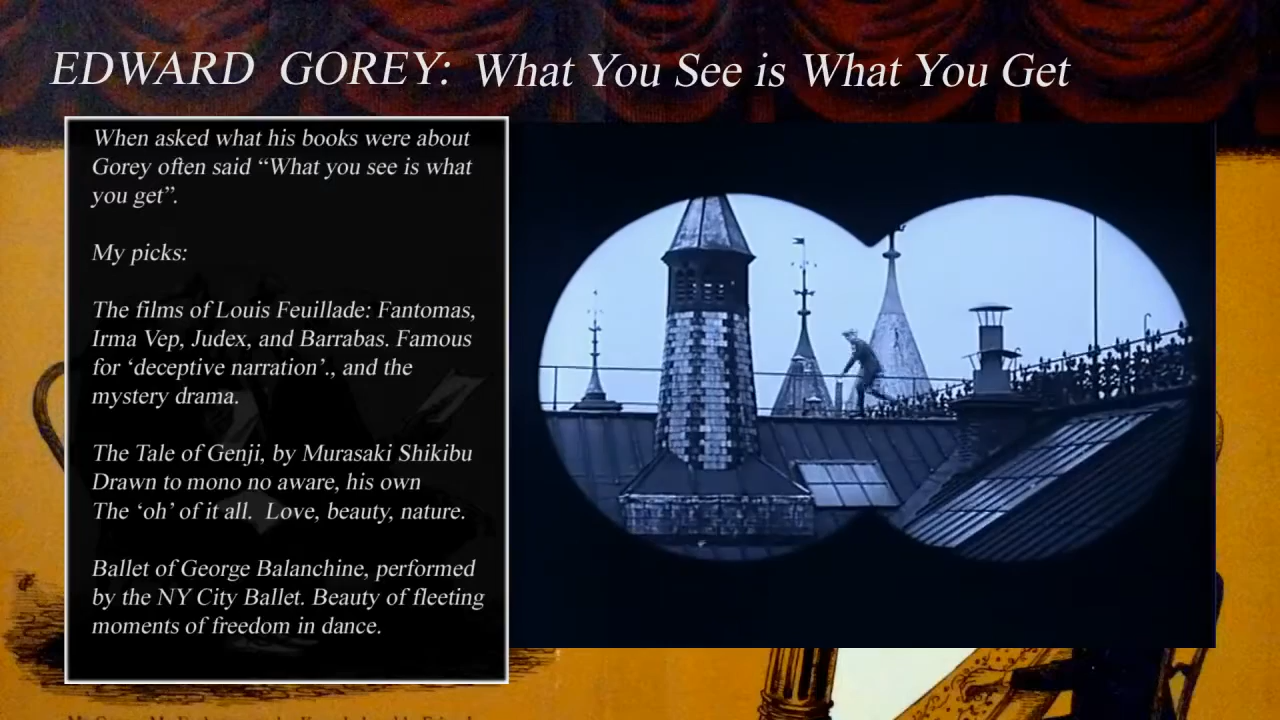 EDWARD GOREY: What You See is What You Get
When asked what his books were about
Gorey often said “What you see is what
you get”.
My picks:
The films of Louis Feuillade: Fantomas,
Irma Vep, Judex, and Barrabas. Famous
for ‘deceptive narration’., and the
mystery drama.
The Tale of Genji, by Murasaki Shikibu
Drawn to mono no aware, his own
The ‘oh’ of it all. Love, beauty, nature.
Ballet of George Balanchine, performed
by the NY City Ballet. Beauty of fleeting
moments of freedom in dance.